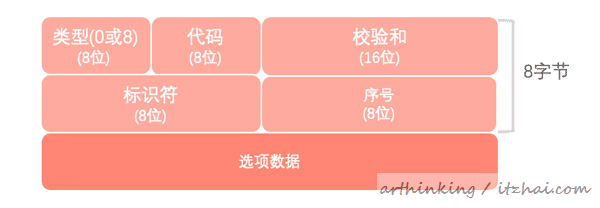 类型(0或8)
(8位)
代码
(8位)
校验和
(16位)
8字节
标识符
(8位)
序号
(8位)
选项数据
arthinking / itzhai.com